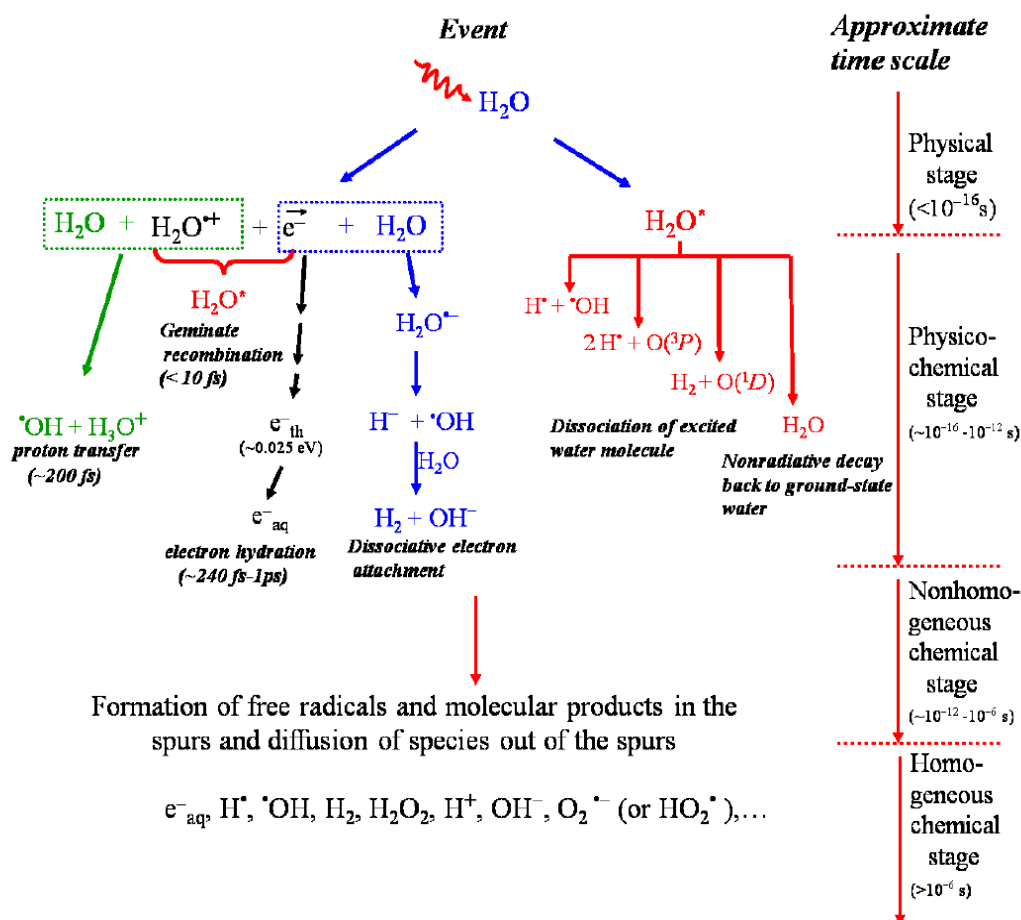 Event
Approximate
time scale
H₂O
Physical
stage
(<10⁻¹⁶s)
H₂O + H₂O•⁺ + e⁻ + H₂O
H₂O*
H₂O*
Geminate
recombination
(< 10 fs)
H₂O•⁻
H• + •OH
2 H• + O(³P)
H₂ + O(¹D)
H₂O
Physico-
chemical
stage
(~10⁻¹⁶ -10⁻¹² s)
•OH + H₃O⁺
proton transfer
(~200 fs)
e⁻th
(~0.025 eV)
H⁻ + •OH
H₂O
Dissociation of excited
water molecule
Nonradiative decay
back to ground-state
water
e⁻aq
electron hydration
(~240 fs-1ps)
H₂ + OH⁻
Dissociative electron
attachment
Nonhomo-
geneous
chemical
stage
(~10⁻¹² -10⁻⁶ s)
Formation of free radicals and molecular products in the
spurs and diffusion of species out of the spurs
e⁻aq, H•, •OH, H₂, H₂O₂, H⁺, OH⁻, O₂•⁻ (or HO₂•),…
Homo-
geneous
chemical
stage
(>10⁻⁶ s)